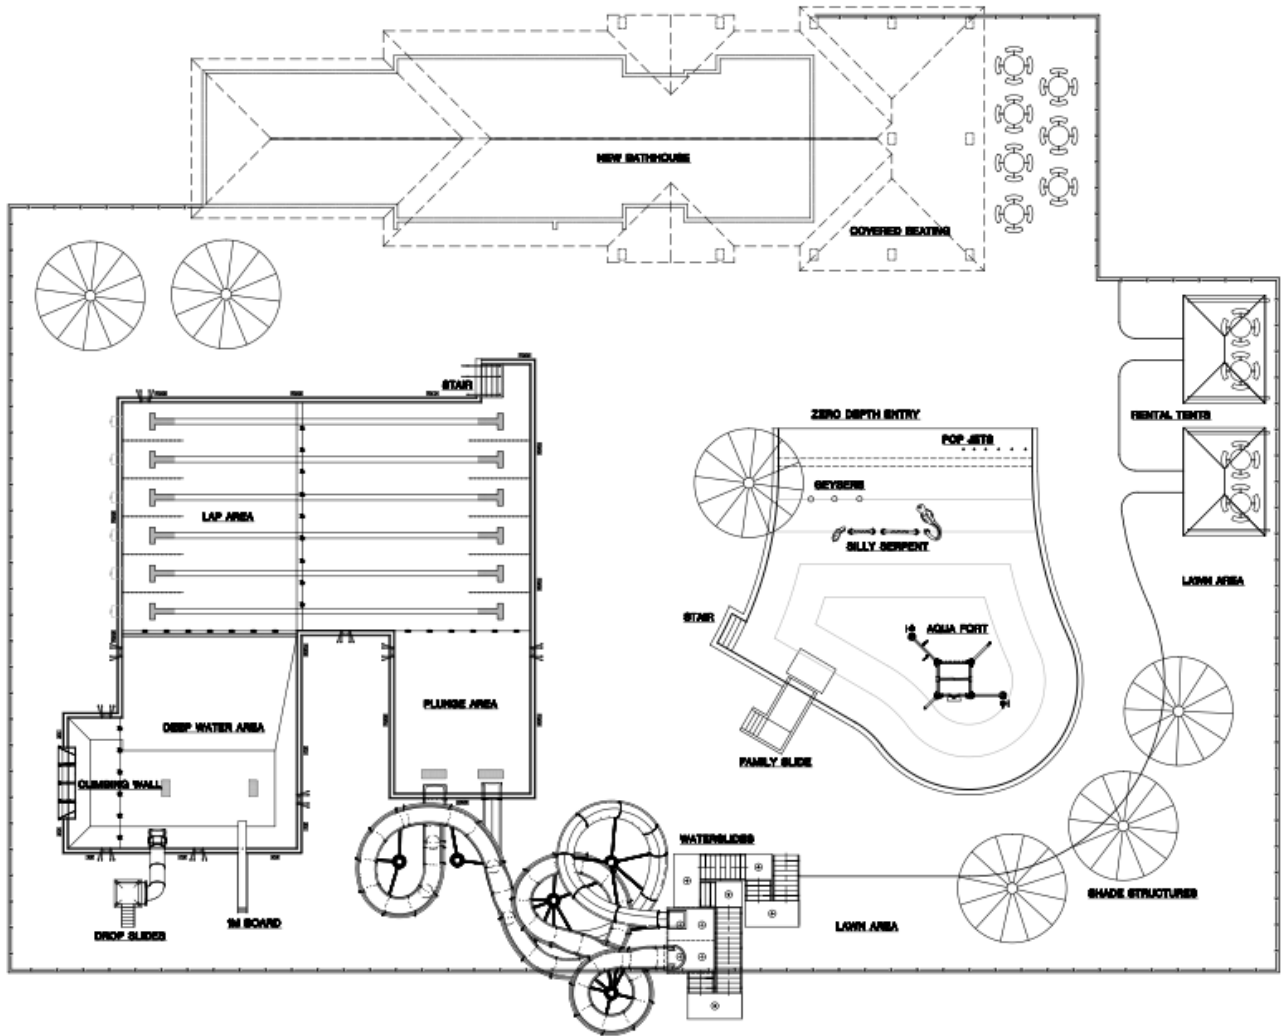 NEW BATHHOUSE
COVERED SEATING
STAIR
ZERO DEPTH ENTRY
RENTAL TENTS
POP JETS
GEYSERS
LAP AREA
SILLY SERPENT
LAWN AREA
STAIR
AQUA FORT
PLUNGE AREA
DEEP WATER AREA
FAMILY SLIDE
CLIMBING WALL
WATERSLIDES
SHADE STRUCTURES
1M BOARD
LAWN AREA
DROP SLIDES